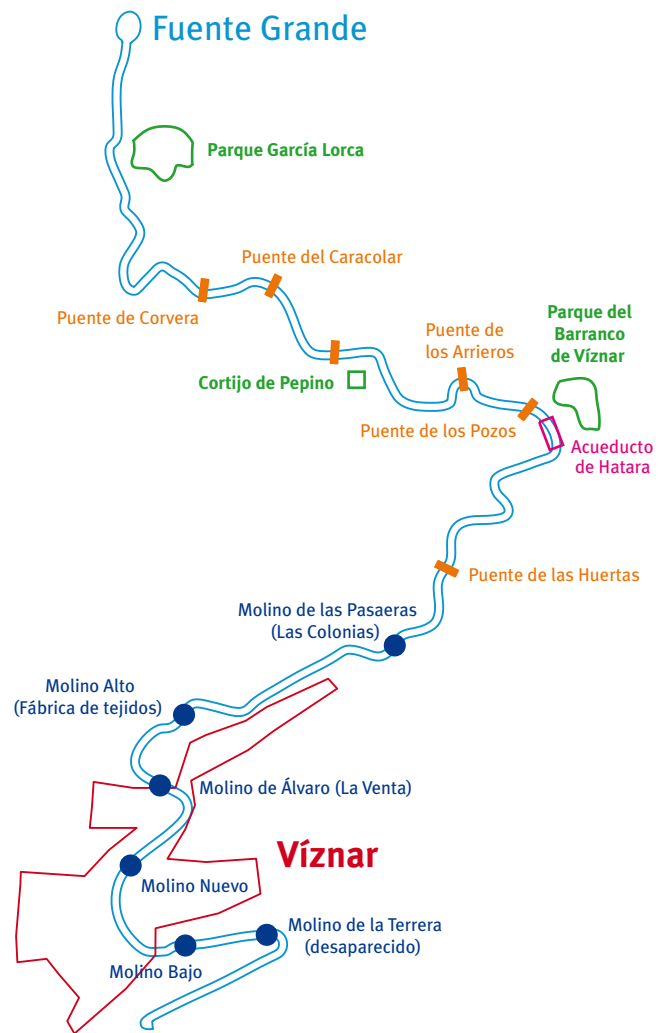 Fuente Grande
Parque García Lorca
Puente del Caracolar
Puente de Corvera
Parque del
Barranco
de Víznar
Puente de
los Arrieros
Cortijo de Pepino
Puente de los Pozos
Acueducto
de Hatara
Puente de las Huertas
Molino de las Pasaeras
(Las Colonias)
Molino Alto
(Fábrica de tejidos)
Molino de Álvaro (La Venta)
Víznar
Molino Nuevo
Molino de la Terrera
(desaparecido)
Molino Bajo